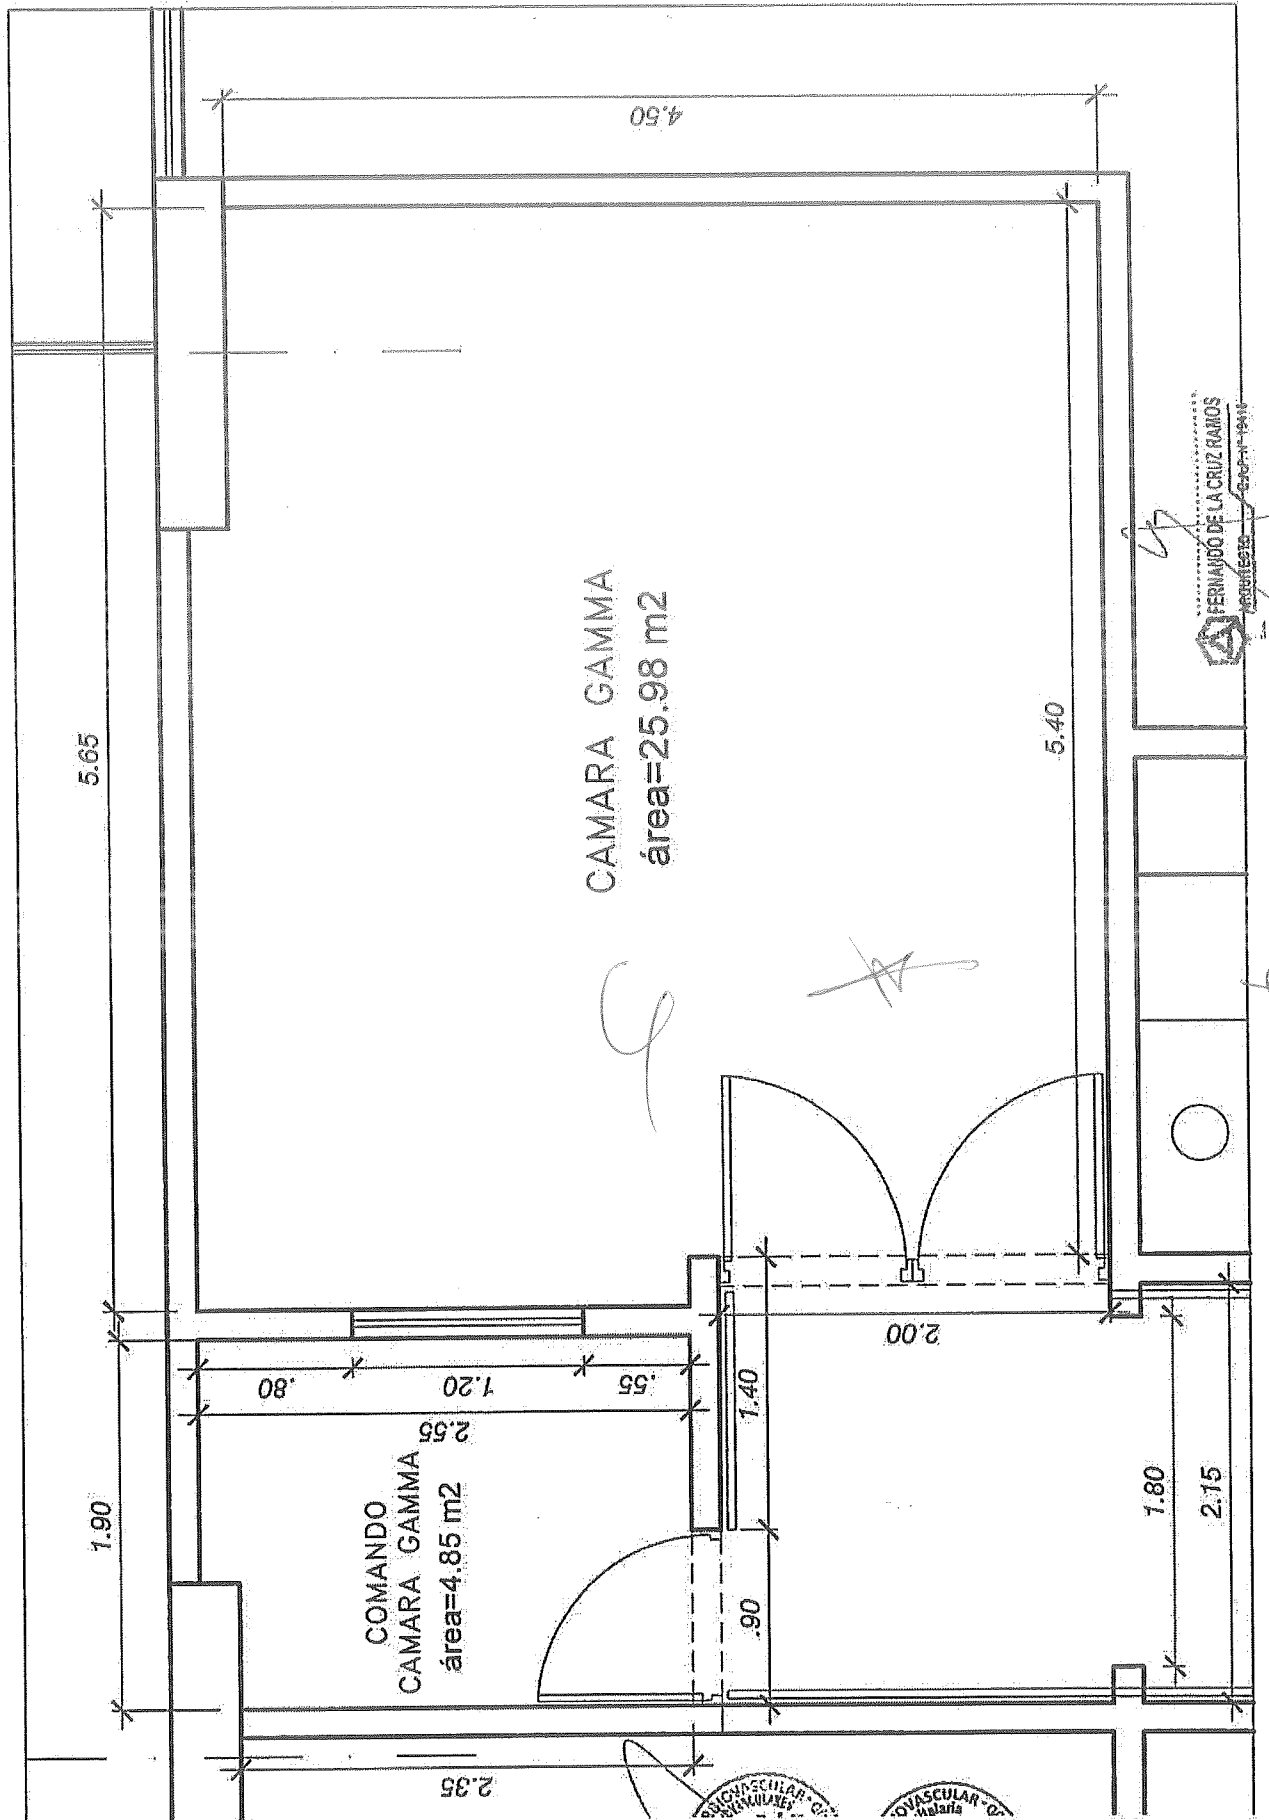 4.50
5.65
CAMARA GAMMA
área=25.98 m2
5.40
FERNANDO DE LA CRUZ RAMOS
ARQUITECTO
2.00
.80
1.20
.55
2.55
1.40
1.90
COMANDO
CAMARA GAMMA
área=4.85 m2
.90
1.80
2.15
2.35